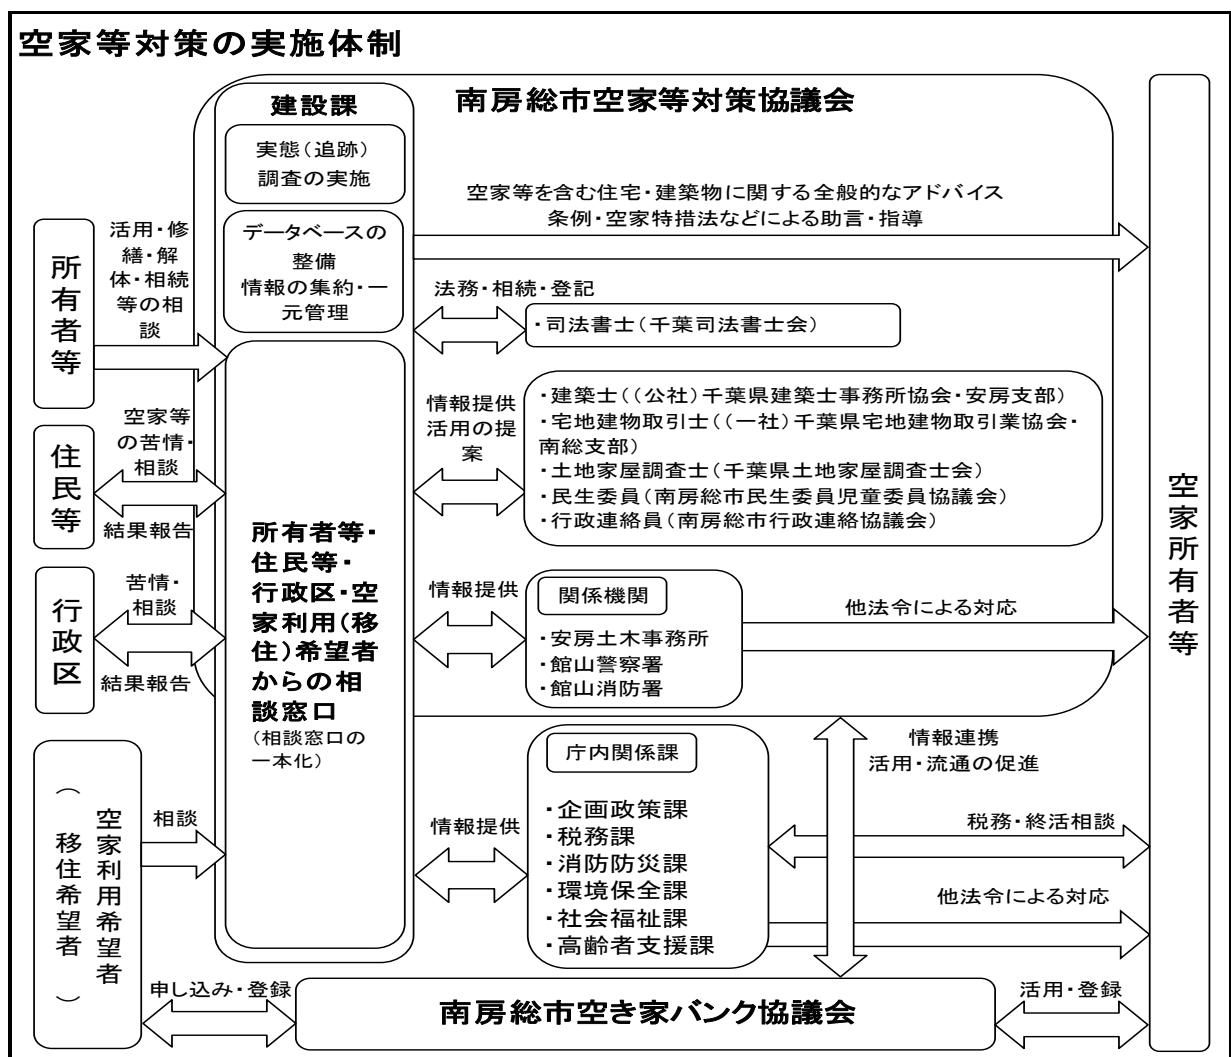 空家等対策の実施体制
南房総市空家等対策協議会
建設課
実態（追跡）
調査の実施
データベースの
整備
情報の集約・一
元管理
所有者等・
住民等・
行政区・空
家利用（移
住）希望者
からの相
談窓口
（相談窓口の
一本化）
所有者等
活用・修
繕・解
体・相続
等の相
談
住民等
空家等
の苦情・
相談
結果報告
行政区
苦情・
相談
結果報告
空家利用希望者
（移住希望者）
相談
申し込み・登録
空家等を含む住宅・建築物に関する全般的なアドバイス
条例・空家特措法などによる助言・指導
法務・相続・登記
・司法書士（千葉司法書士会）
情報提供
活用の提
案
・建築士（（公社）千葉県建築士事務所協会・安房支部）
・宅地建物取引士（（一社）千葉県宅地建物取引業協会・
南総支部）
・土地家屋調査士（千葉県土地家屋調査士会）
・民生委員（南房総市民生委員児童委員協議会）
・行政連絡員（南房総市行政連絡協議会）
情報提供
関係機関
・安房土木事務所
・館山警察署
・館山消防署
他法令による対応
情報提供
庁内関係課
・企画政策課
・税務課
・消防防災課
・環境保全課
・社会福祉課
・高齢者支援課
情報連携
活用・流通の促進
税務・終活相談
他法令による対応
南房総市空き家バンク協議会
活用・登録
空家所有者等